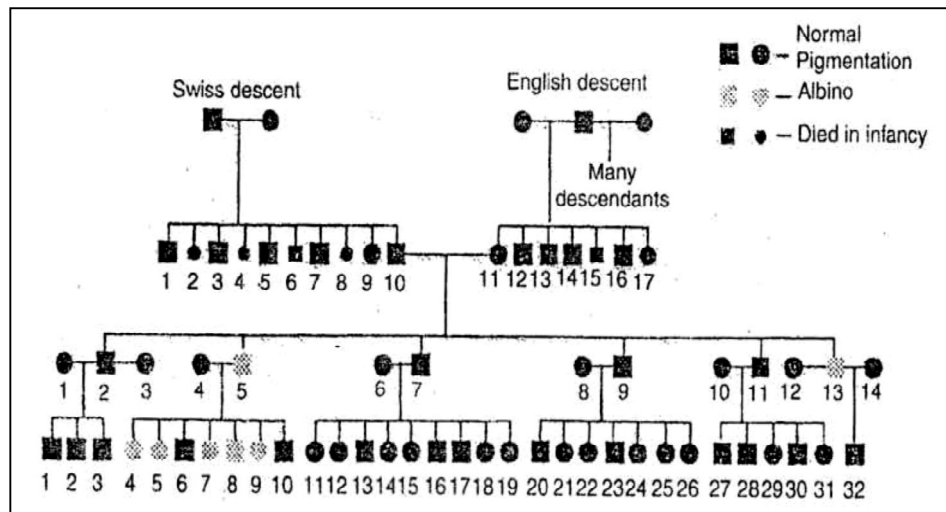 Normal
Pigmentation
Albino
Died in infancy
Swiss descent
English descent
Many
descendants
1 2 3 4 5 6 7 8 9 10 11 12 13 14 15 16 17
1 2 3 4 5 6 7 8 9 10 11 12 13 14
1 2 3 4 5 6 7 8 9 10 11 12 13 14 15 16 17 18 19 20 21 22 23 24 25 26 27 28 29 30 31 32